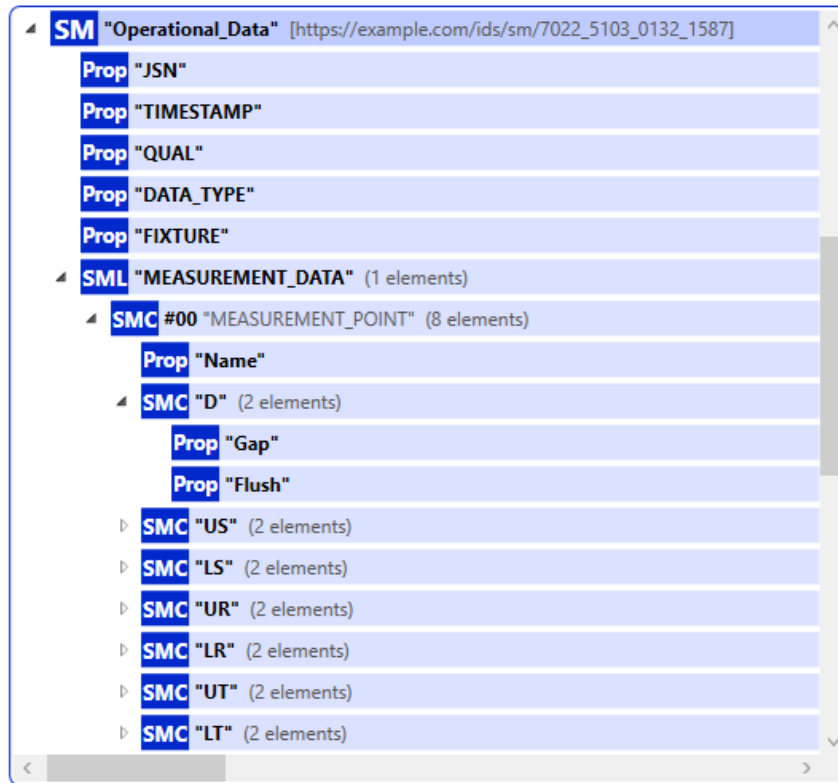 SM "Operational_Data" [https://example.com/ids/sm/7022_5103_0132_1587]
Prop "JSN"
Prop "TIMESTAMP"
Prop "QUAL"
Prop "DATA_TYPE"
Prop "FIXTURE"
SML "MEASUREMENT_DATA" (1 elements)
SMC #00 "MEASUREMENT_POINT" (8 elements)
Prop "Name"
SMC "D" (2 elements)
Prop "Gap"
Prop "Flush"
SMC "US" (2 elements)
SMC "LS" (2 elements)
SMC "UR" (2 elements)
SMC "LR" (2 elements)
SMC "UT" (2 elements)
SMC "LT" (2 elements)